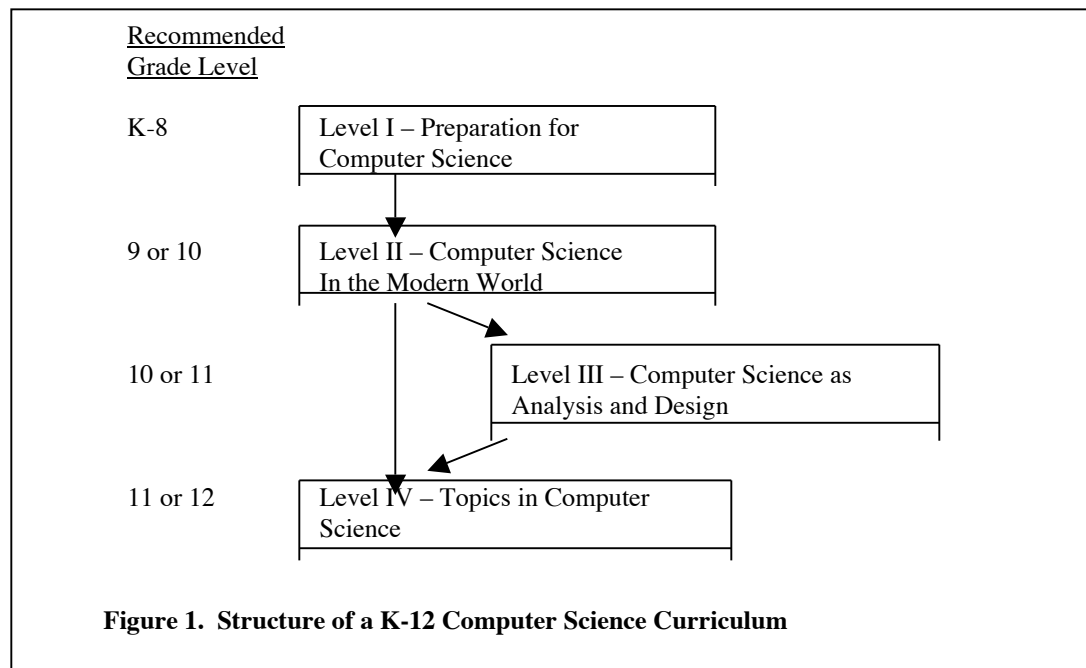 Recommended
Grade Level
K-8
Level I – Preparation for
Computer Science
9 or 10
Level II – Computer Science
In the Modern World
10 or 11
Level III – Computer Science as
Analysis and Design
11 or 12
Level IV – Topics in Computer
Science
Figure 1. Structure of a K-12 Computer Science Curriculum